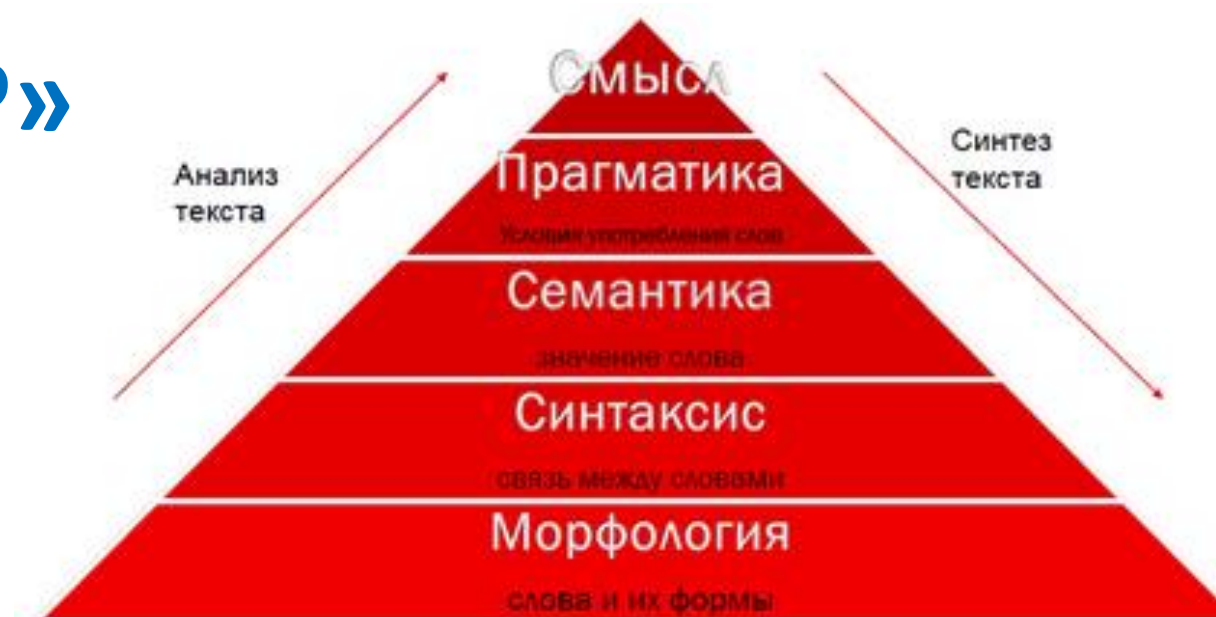 »
Смысл
Анализ
текста
Синтез
текста
Прагматика
Условия употребления слов
Семантика
значение слова
Синтаксис
связь между словами
Морфология
слова и их формы